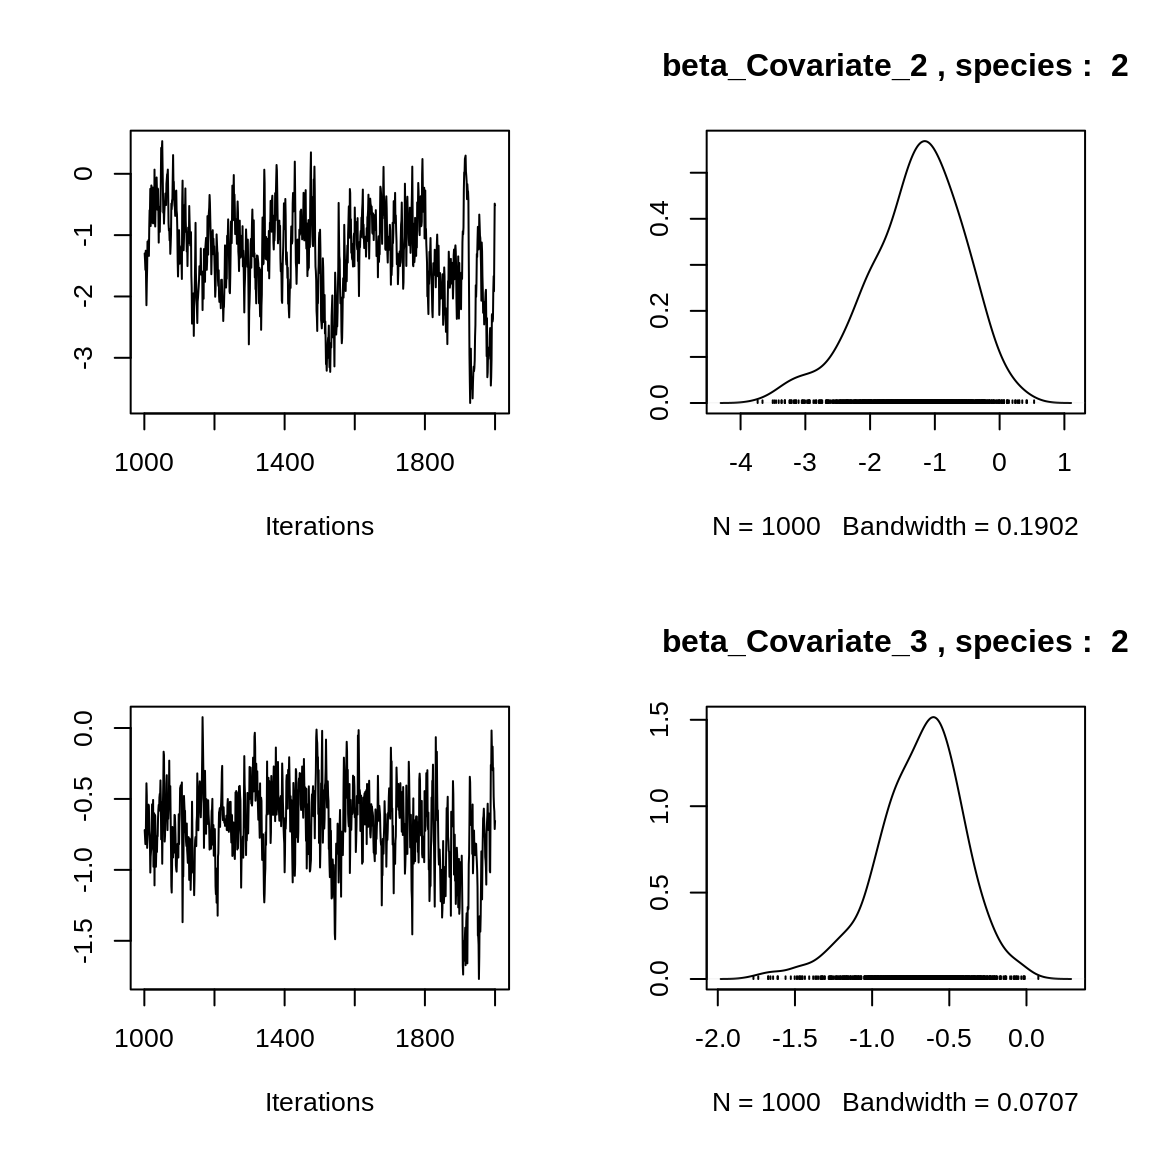 beta_Covariate_2 , species :  2
0
-1
-2
-3
1000 1400 1800
Iterations
0.4
0.2
0.0
-4 -3 -2 -1 0 1
N = 1000   Bandwidth = 0.1902
beta_Covariate_3 , species :  2
0.0
-0.5
-1.0
-1.5
1000 1400 1800
Iterations
1.5
1.0
0.5
0.0
-2.0 -1.5 -1.0 -0.5 0.0
N = 1000   Bandwidth = 0.0707